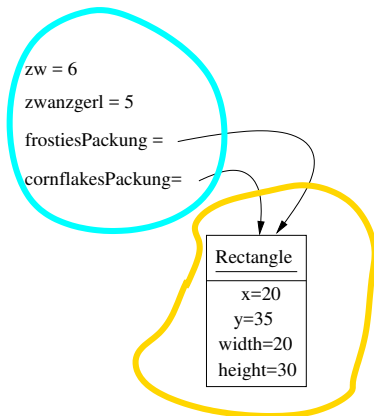 zw = 6
zwanzgerl = 5
frostiesPackung =
cornflakesPackung=
Rectangle
x=20
y=35
width=20
height=30